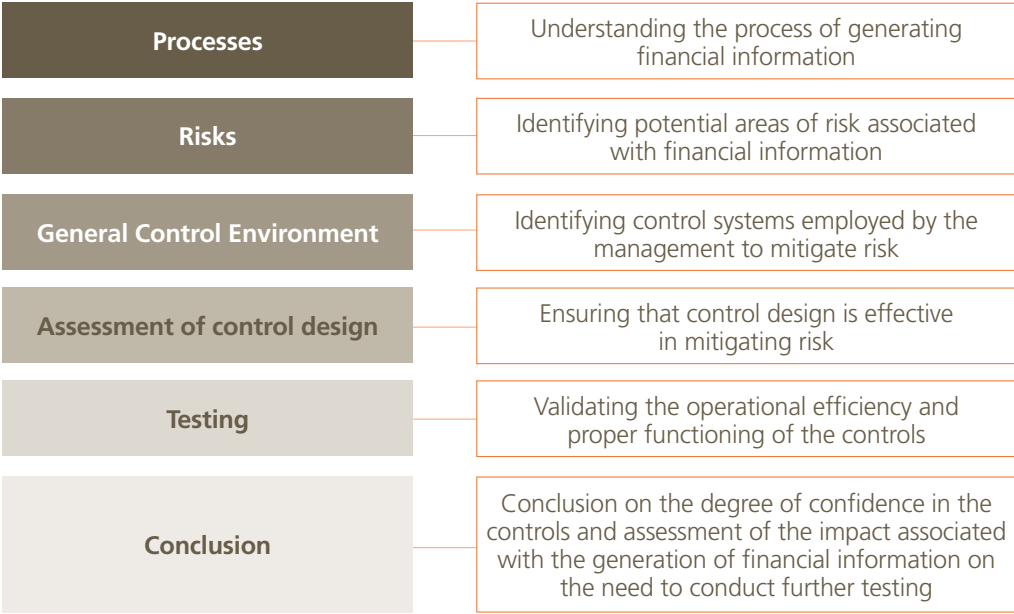 Processes
Understanding the process of generating
financial information
Risks
Identifying potential areas of risk associated
with financial information
General Control Environment
Identifying control systems employed by the
management to mitigate risk
Assessment of control design
Ensuring that control design is effective
in mitigating risk
Testing
Validating the operational efficiency and
proper functioning of the controls
Conclusion
Conclusion on the degree of confidence in the
controls and assessment of the impact associated
with the generation of financial information on
the need to conduct further testing